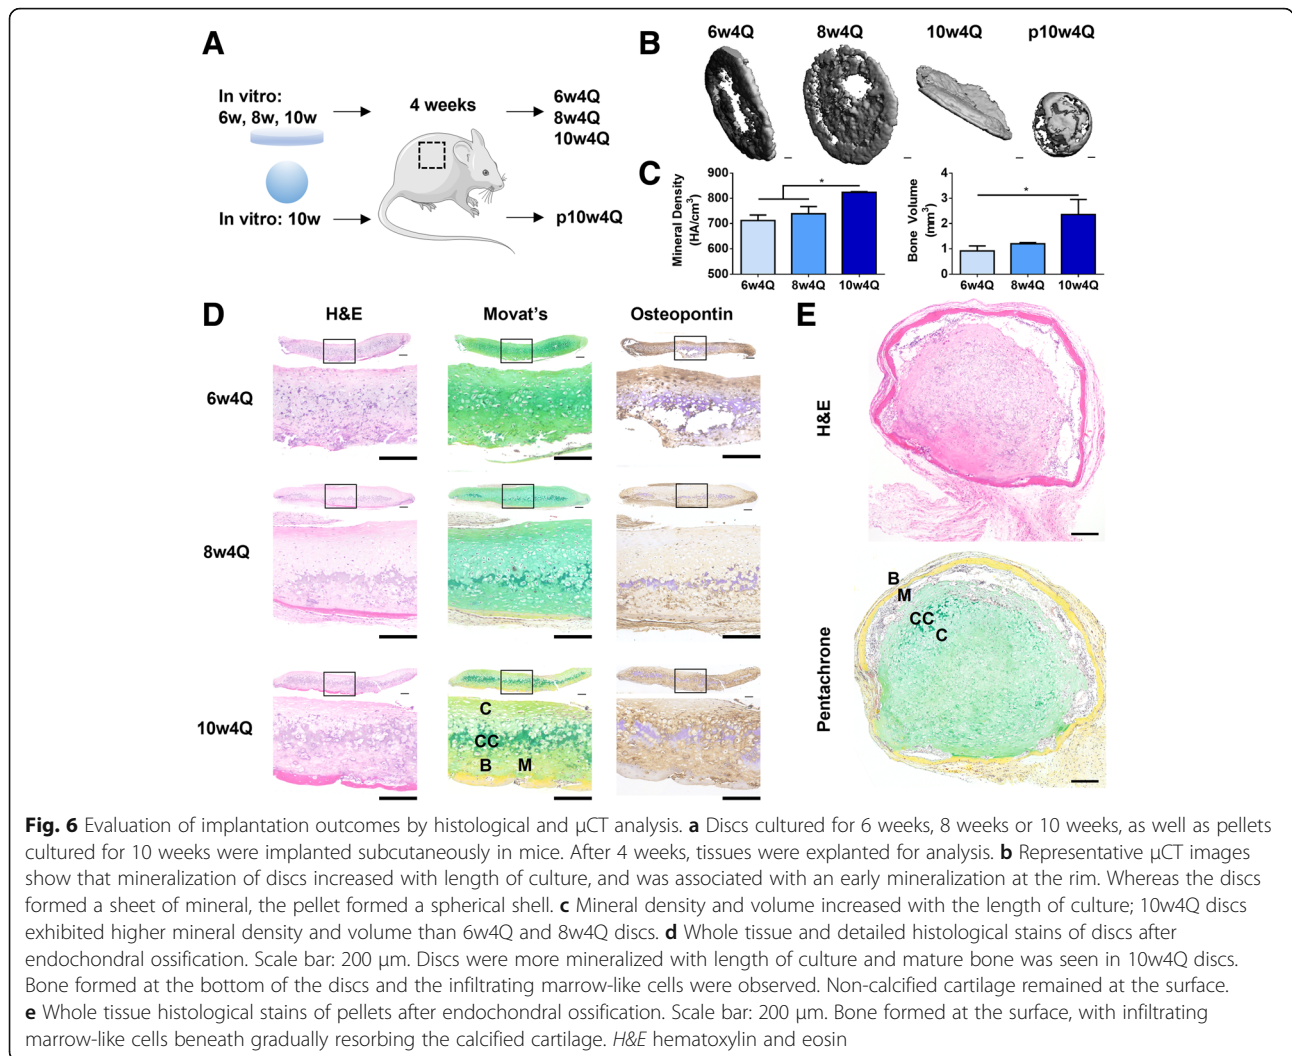 A
In vitro:
6w, 8w, 10w
4 weeks
6w4Q
8w4Q
10w4Q
In vitro: 10w
p10w4Q
B
6w4Q 8w4Q 10w4Q p10w4Q
C
Mineral Density
(HA/cm³)
900
800
700
600
500
*
6w4Q 8w4Q 10w4Q
Bone Volume
(mm³)
4
3
2
1
0
*
6w4Q 8w4Q 10w4Q
D
H&E Movat's Osteopontin
6w4Q
8w4Q
10w4Q
C
CC
B M
E
H&E
Pentachrone
B
M
CC
C
Fig. 6 Evaluation of implantation outcomes by histological and µCT analysis. a Discs cultured for 6 weeks, 8 weeks or 10 weeks, as well as pellets
cultured for 10 weeks were implanted subcutaneously in mice. After 4 weeks, tissues were explanted for analysis. b Representative µCT images
show that mineralization of discs increased with length of culture, and was associated with an early mineralization at the rim. Whereas the discs
formed a sheet of mineral, the pellet formed a spherical shell. c Mineral density and volume increased with the length of culture; 10w4Q discs
exhibited higher mineral density and volume than 6w4Q and 8w4Q discs. d Whole tissue and detailed histological stains of discs after
endochondral ossification. Scale bar: 200 µm. Discs were more mineralized with length of culture and mature bone was seen in 10w4Q discs.
Bone formed at the bottom of the discs and the infiltrating marrow-like cells were observed. Non-calcified cartilage remained at the surface.
e Whole tissue histological stains of pellets after endochondral ossification. Scale bar: 200 µm. Bone formed at the surface, with infiltrating
marrow-like cells beneath gradually resorbing the calcified cartilage. H&E hematoxylin and eosin